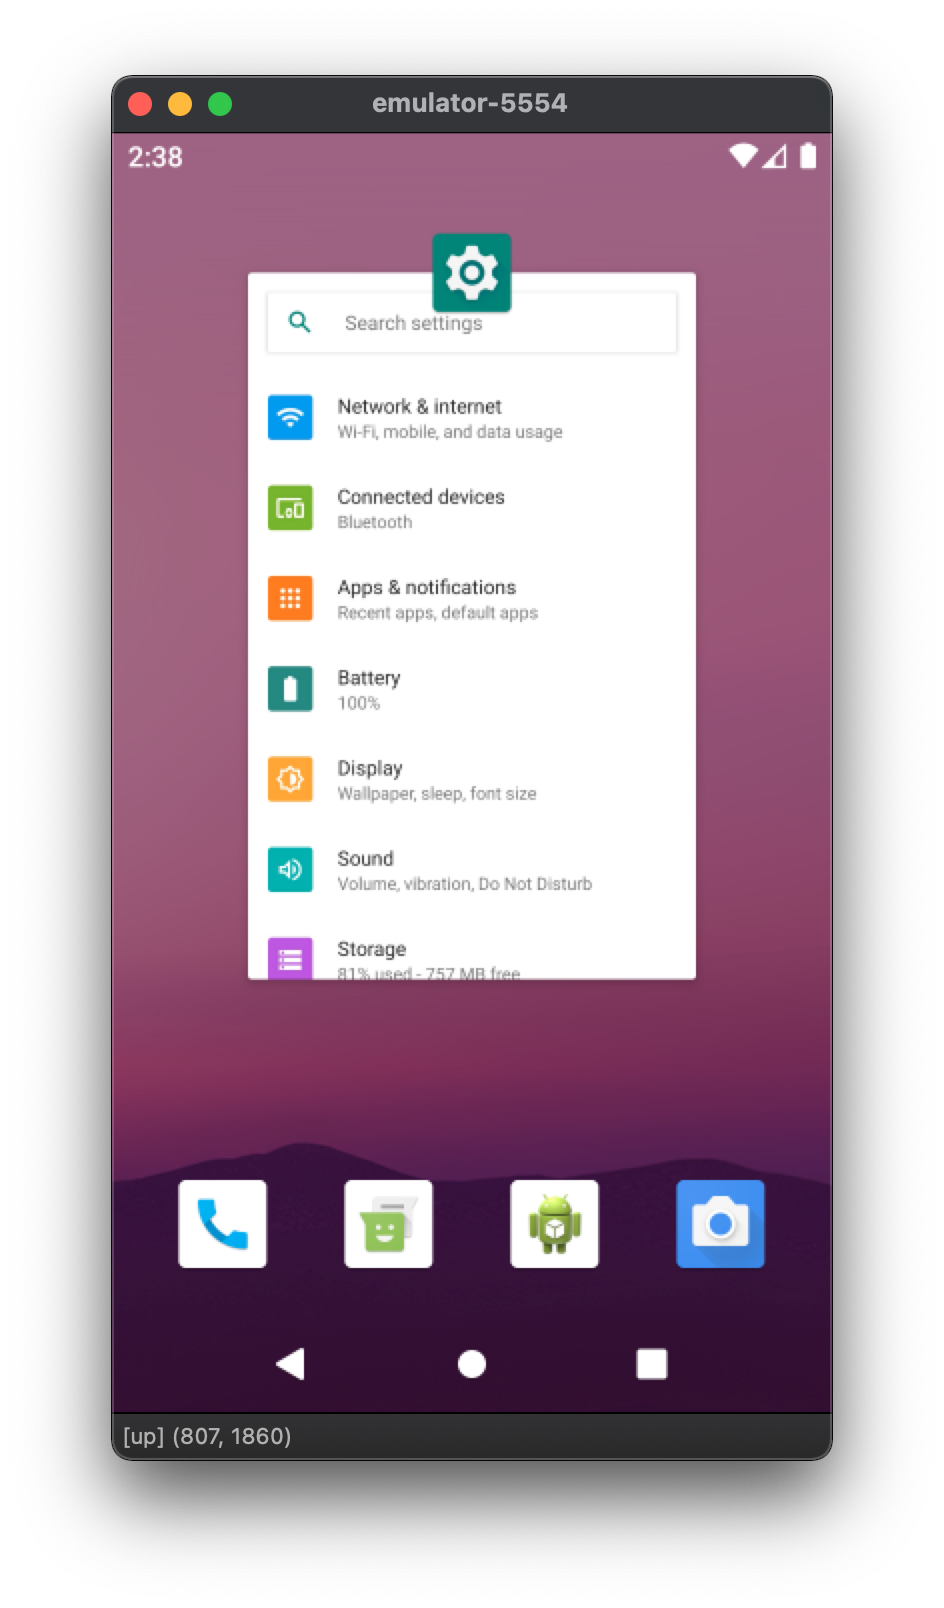 emulator-5554
2:38
Search settings
Network & internet
Wi-Fi, mobile, and data usage
Connected devices
Bluetooth
Apps & notifications
Recent apps, default apps
Battery
100%
Display
Wallpaper, sleep, font size
Sound
Volume, vibration, Do Not Disturb
Storage
81% used - 757 MB free
[up] (807, 1860)